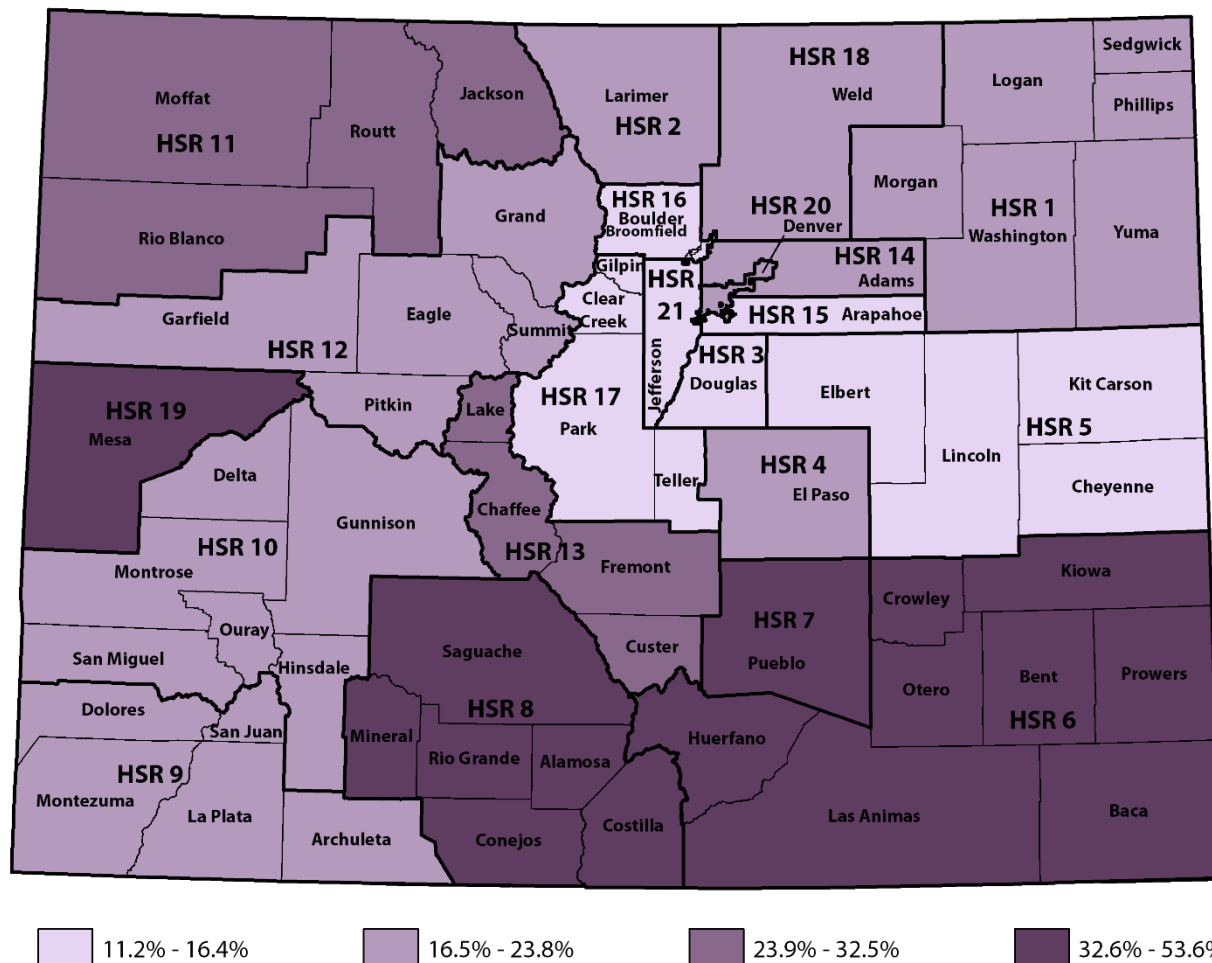 Moffat
HSR 11
Routt
Jackson
Larimer
HSR 2
HSR 18
Weld
Logan
Sedgwick
Phillips
Rio Blanco
Grand
HSR 16
Boulder
Broomfield
HSR 20
Denver
Morgan
HSR 1
Washington
Yuma
Garfield
HSR 12
Eagle
Summit
Gilpin
Clear
Creek
HSR
21
Jefferson
HSR 14
Adams
HSR 15
Arapahoe
HSR 19
Mesa
Pitkin
Lake
HSR 17
Park
HSR 3
Douglas
Elbert
Kit Carson
HSR 5
Lincoln
Cheyenne
Delta
Gunnison
Chaffee
Teller
HSR 4
El Paso
HSR 10
Montrose
HSR 13
Fremont
Ouray
San Miguel
Hinsdale
Saguache
HSR 8
Custer
HSR 7
Pueblo
Crowley
Kiowa
Otero
Bent
HSR 6
Prowers
Dolores
San Juan
HSR 9
Montezuma
La Plata
Archuleta
Mineral
Rio Grande
Alamosa
Conejos
Costilla
Huerfano
Las Animas
Baca
11.2% - 16.4%
16.5% - 23.8%
23.9% - 32.5%
32.6% - 53.6%